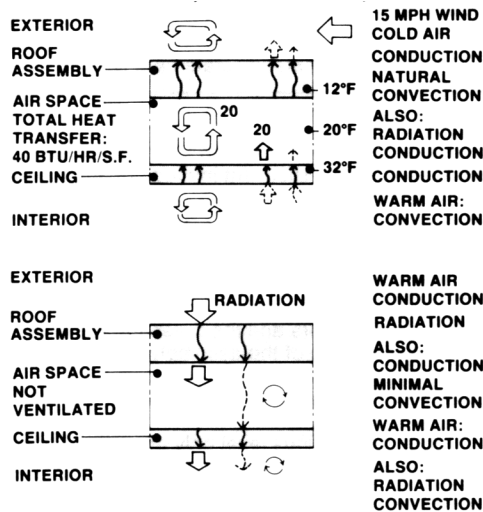 EXTERIOR
ROOF
ASSEMBLY
AIR SPACE
TOTAL HEAT
TRANSFER:
40 BTU/HR/S.F.
CEILING
INTERIOR
20
20
12°F
20°F
32°F
15 MPH WIND
COLD AIR
CONDUCTION
NATURAL
CONVECTION
ALSO:
RADIATION
CONDUCTION
CONDUCTION
WARM AIR:
CONVECTION
EXTERIOR
ROOF
ASSEMBLY
AIR SPACE
NOT
VENTILATED
CEILING
INTERIOR
RADIATION
WARM AIR
CONDUCTION
RADIATION
ALSO:
CONDUCTION
MINIMAL
CONVECTION
WARM AIR:
CONDUCTION
ALSO:
RADIATION
CONVECTION